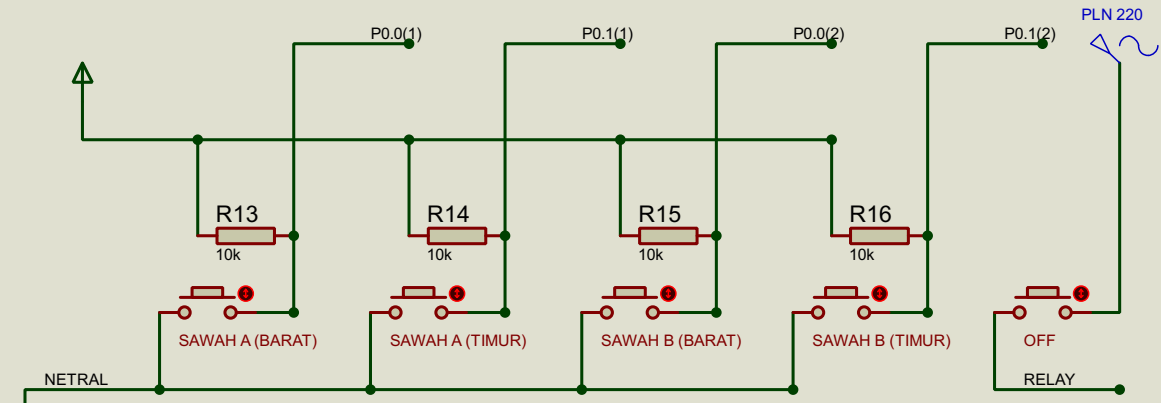 PLN 220
P0.0(1)
P0.1(1)
P0.0(2)
P0.1(2)
R13
R14
R15
R16
10k
10k
10k
10k
SAWAH A (BARAT)
SAWAH A (TIMUR)
SAWAH B (BARAT)
SAWAH B (TIMUR)
OFF
NETRAL
RELAY